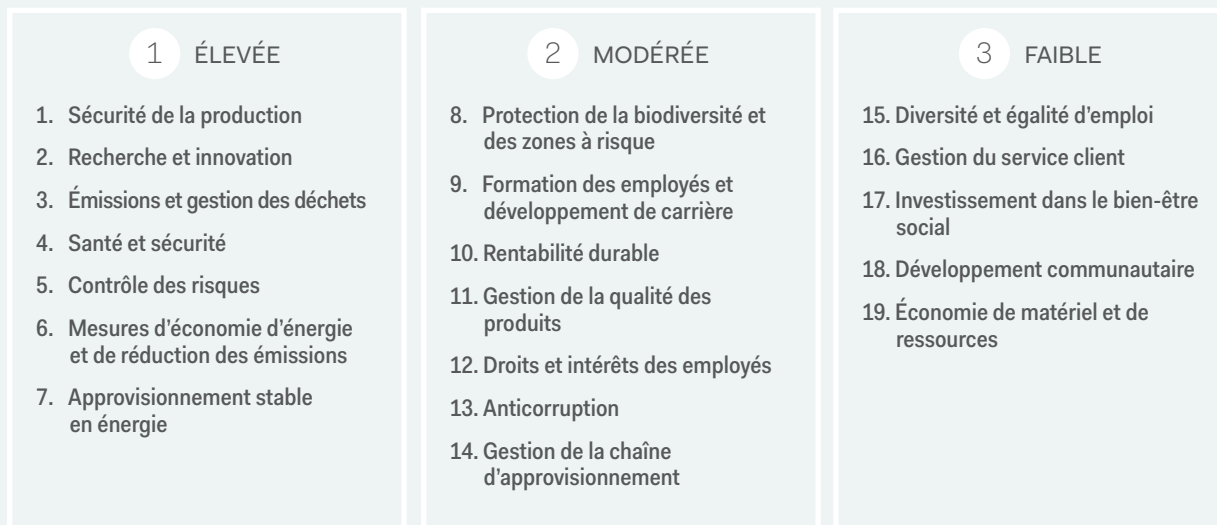 1 ÉLEVÉE
1. Sécurité de la production
2. Recherche et innovation
3. Émissions et gestion des déchets
4. Santé et sécurité
5. Contrôle des risques
6. Mesures d'économie d'énergie
et de réduction des émissions
7. Approvisionnement stable
en énergie
2 MODÉRÉE
8. Protection de la biodiversité et
des zones à risque
9. Formation des employés et
développement de carrière
10. Rentabilité durable
11. Gestion de la qualité des
produits
12. Droits et intérêts des employés
13. Anticorruption
14. Gestion de la chaîne
d'approvisionnement
3 FAIBLE
15. Diversité et égalité d'emploi
16. Gestion du service client
17. Investissement dans le bien-être
social
18. Développement communautaire
19. Économie de matériel et de
ressources